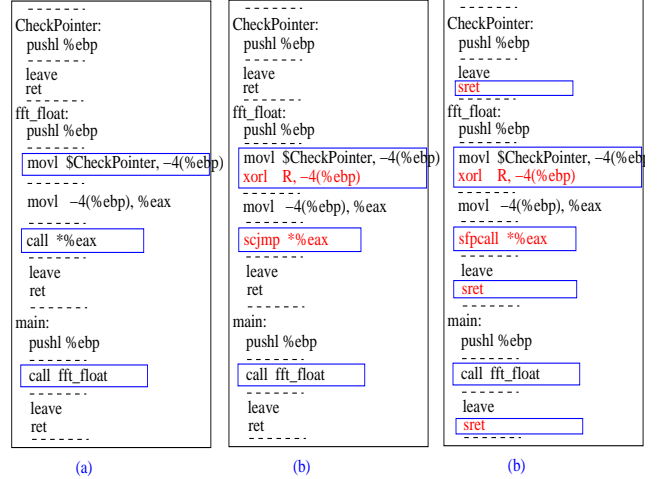 CheckPointer:
pushl %ebp
leave
ret
fft_float:
pushl %ebp
movl $CheckPointer, −4(%ebp)
movl −4(%ebp), %eax
call *%eax
leave
ret
main:
pushl %ebp
call fft_float
leave
ret
(a)
CheckPointer:
pushl %ebp
leave
ret
fft_float:
pushl %ebp
movl $CheckPointer, −4(%ebp)
xorl R, −4(%ebp)
movl −4(%ebp), %eax
scjmp *%eax
leave
ret
main:
pushl %ebp
call fft_float
leave
ret
(b)
CheckPointer:
pushl %ebp
leave
sret
fft_float:
pushl %ebp
movl $CheckPointer, −4(%eb
xorl R, −4(%ebp)
movl −4(%ebp), %eax
sfpcall *%eax
leave
sret
main:
pushl %ebp
call fft_float
leave
sret
(b)